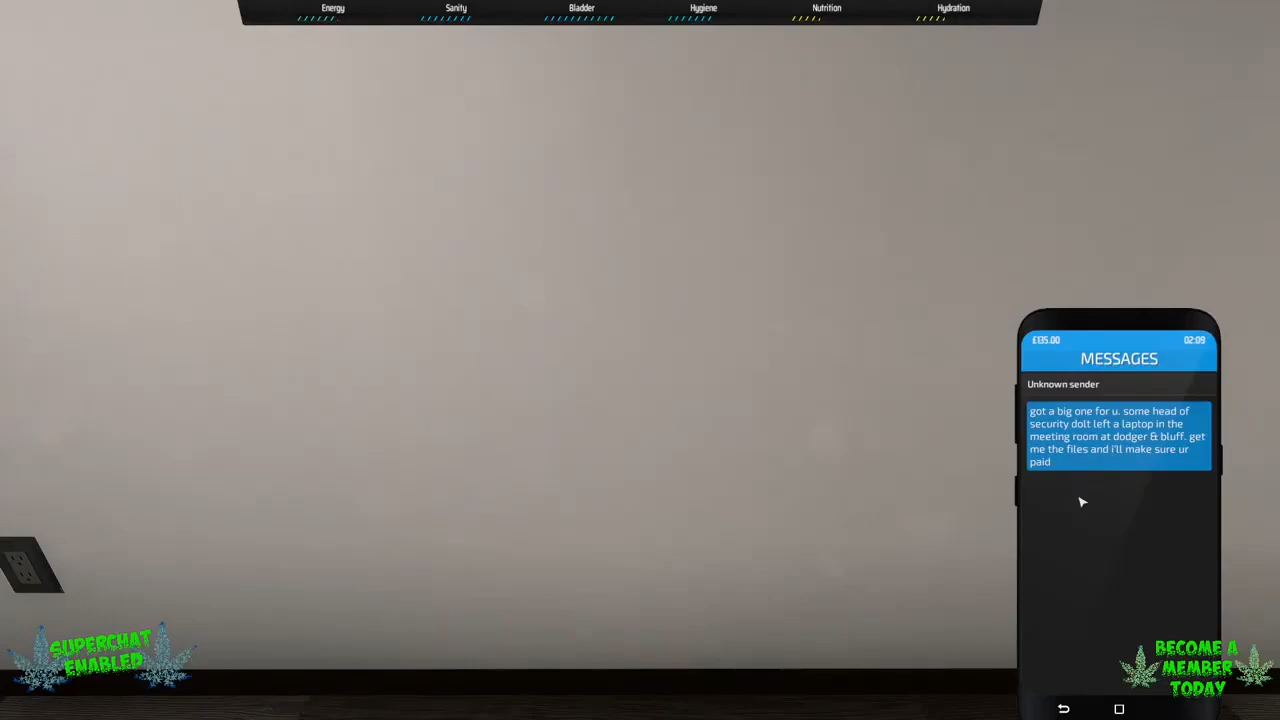 Energy
Sanity
Bladder
Hygiene
Nutrition
Hydration
£135.00
02:09
MESSAGES
Unknown sender
got a big one for u. some head of
security dolt left a laptop in the
meeting room at dodger & bluff. get
me the files and i'll make sure ur
paid
SUPERCHAT
ENABLED
BECOME A
MEMBER
TODAY